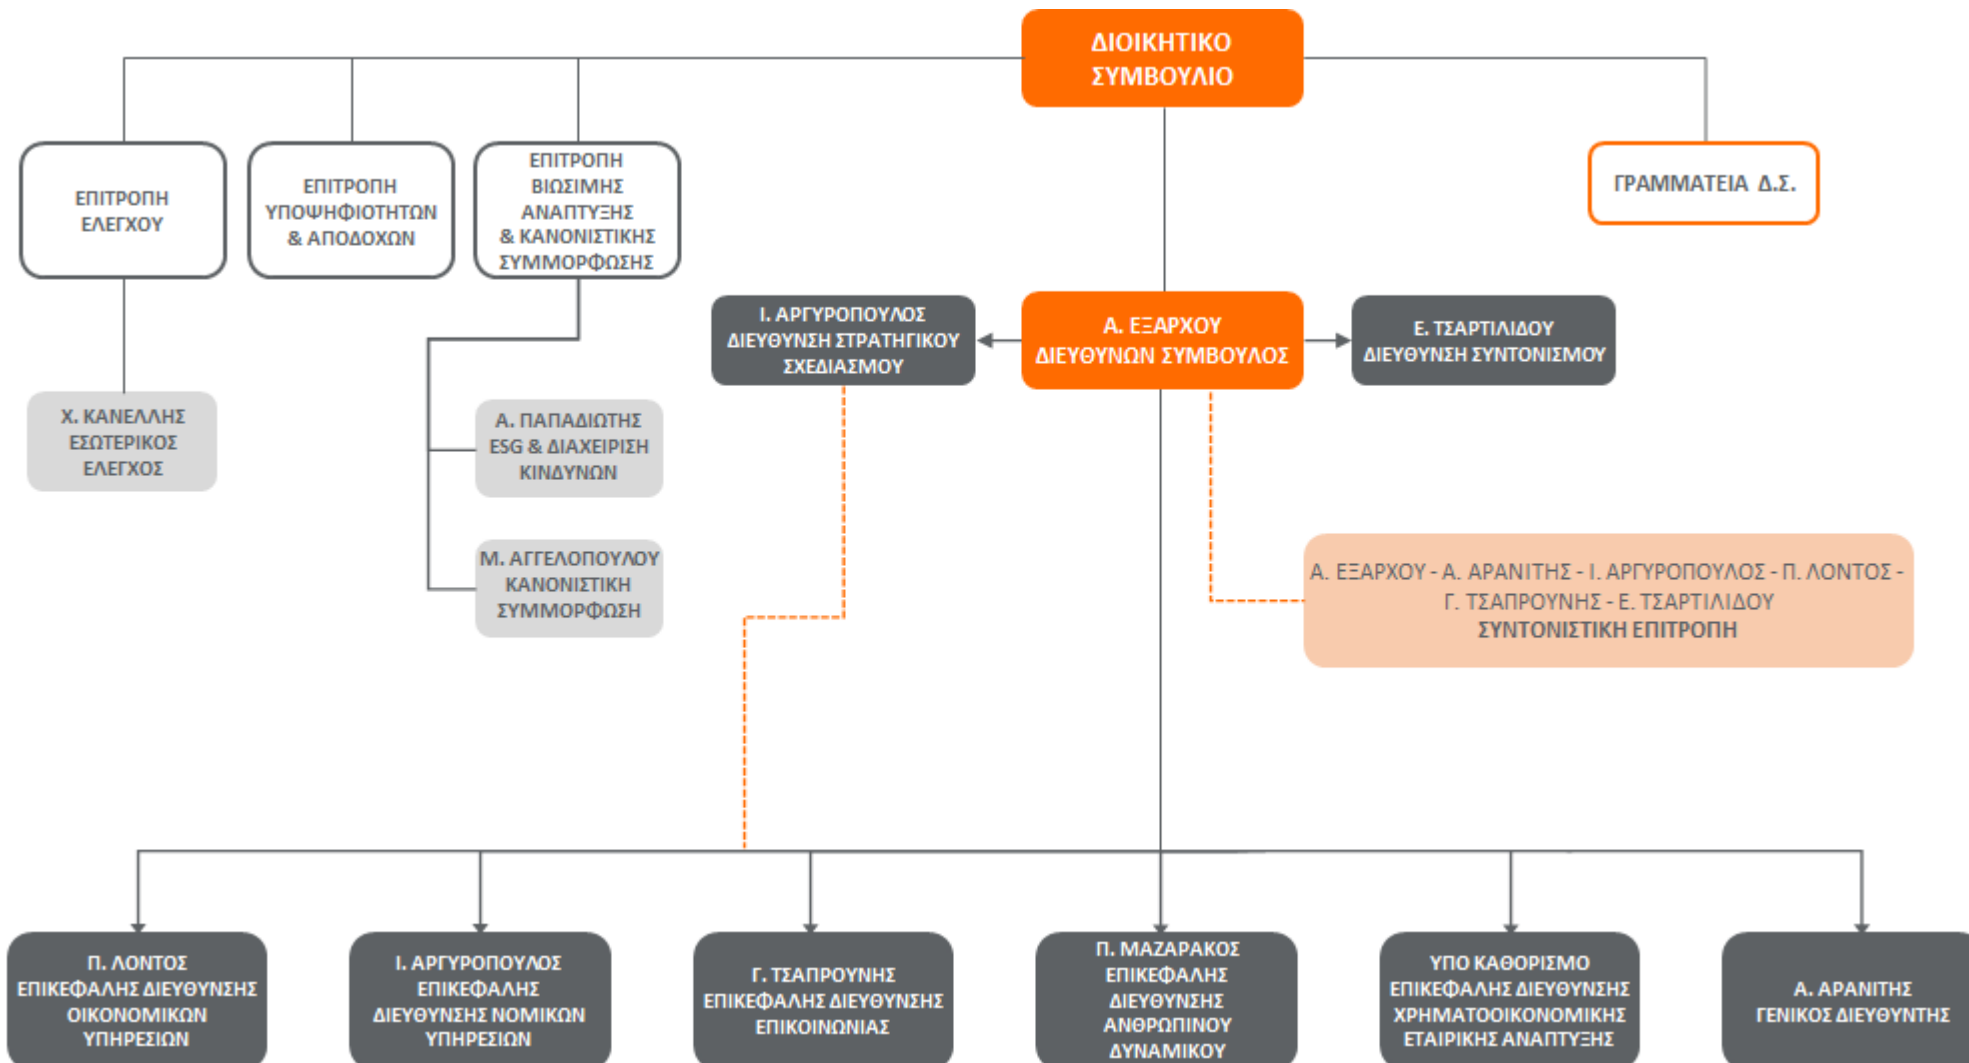 ΔΙΟΙΚΗΤΙΚΟ
ΣΥΜΒΟΥΛΙΟ
ΕΠΙΤΡΟΠΗ
ΕΛΕΓΧΟΥ
ΕΠΙΤΡΟΠΗ
ΥΠΟΨΗΦΙΟΤΗΤΩΝ
& ΑΠΟΔΟΧΩΝ
ΕΠΙΤΡΟΠΗ
ΒΙΩΣΙΜΗΣ
ΑΝΑΠΤΥΞΗΣ
& ΚΑΝΟΝΙΣΤΙΚΗΣ
ΣΥΜΜΟΡΦΩΣΗΣ
ΓΡΑΜΜΑΤΕΙΑ Δ.Σ.
Ι. ΑΡΓΥΡΟΠΟΥΛΟΣ
ΔΙΕΥΘΥΝΣΗ ΣΤΡΑΤΗΓΙΚΟΥ
ΣΧΕΔΙΑΣΜΟΥ
Α. ΕΞΑΡΧΟΥ
ΔΙΕΥΘΥΝΩΝ ΣΥΜΒΟΥΛΟΣ
Ε. ΤΣΑΡΤΙΛΙΔΟΥ
ΔΙΕΥΘΥΝΣΗ ΣΥΝΤΟΝΙΣΜΟΥ
Χ. ΚΑΝΕΛΛΗΣ
ΕΣΩΤΕΡΙΚΟΣ
ΕΛΕΓΧΟΣ
Α. ΠΑΠΑΔΙΩΤΗΣ
ESG & ΔΙΑΧΕΙΡΙΣΗ
ΚΙΝΔΥΝΩΝ
Μ. ΑΓΓΕΛΟΠΟΥΛΟΥ
ΚΑΝΟΝΙΣΤΙΚΗ
ΣΥΜΜΟΡΦΩΣΗ
Α. ΕΞΑΡΧΟΥ - Α. ΑΡΑΝΙΤΗΣ - Ι. ΑΡΓΥΡΟΠΟΥΛΟΣ - Π. ΛΟΝΤΟΣ -
Γ. ΤΣΑΠΡΟΥΝΗΣ - Ε. ΤΣΑΡΤΙΛΙΔΟΥ
ΣΥΝΤΟΝΙΣΤΙΚΗ ΕΠΙΤΡΟΠΗ
Π. ΛΟΝΤΟΣ
ΕΠΙΚΕΦΑΛΗΣ ΔΙΕΥΘΥΝΣΗΣ
ΟΙΚΟΝΟΜΙΚΩΝ
ΥΠΗΡΕΣΙΩΝ
Ι. ΑΡΓΥΡΟΠΟΥΛΟΣ
ΕΠΙΚΕΦΑΛΗΣ
ΔΙΕΥΘΥΝΣΗΣ ΝΟΜΙΚΩΝ
ΥΠΗΡΕΣΙΩΝ
Γ. ΤΣΑΠΡΟΥΝΗΣ
ΕΠΙΚΕΦΑΛΗΣ ΔΙΕΥΘΥΝΣΗΣ
ΕΠΙΚΟΙΝΩΝΙΑΣ
Π. ΜΑΖΑΡΑΚΟΣ
ΕΠΙΚΕΦΑΛΗΣ
ΔΙΕΥΘΥΝΣΗΣ
ΑΝΘΡΩΠΙΝΟΥ
ΔΥΝΑΜΙΚΟΥ
ΥΠΟ ΚΑΘΟΡΙΣΜΟ
ΕΠΙΚΕΦΑΛΗΣ ΔΙΕΥΘΥΝΣΗΣ
ΧΡΗΜΑΤΟΟΙΚΟΝΟΜΙΚΗΣ
ΕΤΑΙΡΙΚΗΣ ΑΝΑΠΤΥΞΗΣ
Α. ΑΡΑΝΙΤΗΣ
ΓΕΝΙΚΟΣ ΔΙΕΥΘΥΝΤΗΣ